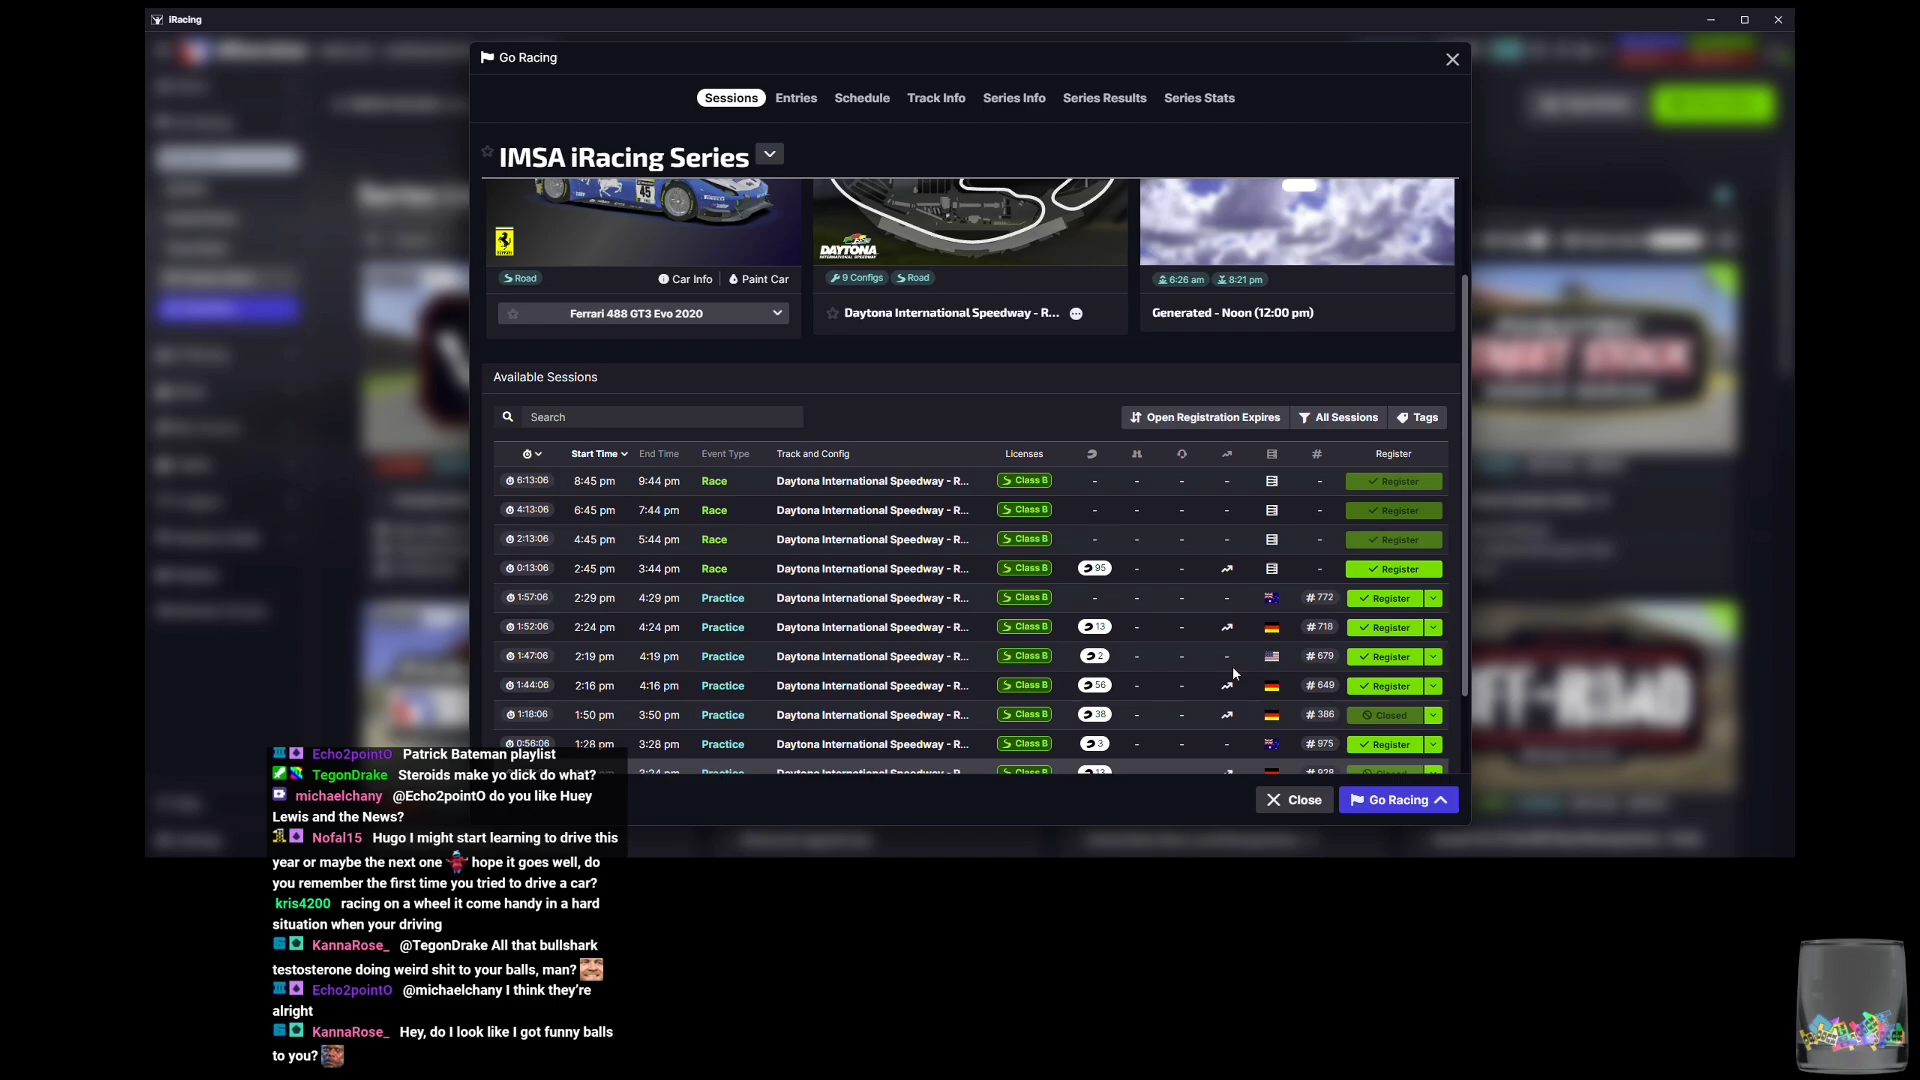 iRacing
Go Racing
Sessions Entries Schedule Track Info Series Info Series Results Series Stats
IMSA iRacing Series
45
DAYTONA
INTERNATIONAL SPEEDWAY
Road Car Info Paint Car
9 Configs Road
6:26 am 8:21 pm
Ferrari 488 GT3 Evo 2020
Daytona International Speedway - R...
Generated - Noon (12:00 pm)
Available Sessions
Search Open Registration Expires All Sessions Tags
Start Time End Time Event Type Track and Config Licenses # Register
6:13:06 8:45 pm 9:44 pm Race Daytona International Speedway - R... Class B - - - - - Register
4:13:06 6:45 pm 7:44 pm Race Daytona International Speedway - R... Class B - - - - - Register
2:13:06 4:45 pm 5:44 pm Race Daytona International Speedway - R... Class B - - - - - Register
0:13:06 2:45 pm 3:44 pm Race Daytona International Speedway - R... Class B 95 - - - Register
1:57:06 2:29 pm 4:29 pm Practice Daytona International Speedway - R... Class B - - - - #772 Register
1:52:06 2:24 pm 4:24 pm Practice Daytona International Speedway - R... Class B 13 - - #718 Register
1:47:06 2:19 pm 4:19 pm Practice Daytona International Speedway - R... Class B 2 - - - #679 Register
1:44:06 2:16 pm 4:16 pm Practice Daytona International Speedway - R... Class B 56 - - #649 Register
1:18:06 1:50 pm 3:50 pm Practice Daytona International Speedway - R... Class B 38 - - #386 Closed
0:56:06 1:28 pm 3:28 pm Practice Daytona International Speedway - R... Class B 3 - - - #975 Register
3:24 pm Practice Daytona International Speedway - R... Class B 13 - - #928 Closed
Close Go Racing
Echo2pointO Patrick Bateman playlist
TegonDrake Steroids make yo dick do what?
michaelchany @Echo2pointO do you like Huey
Lewis and the News?
Nofal15 Hugo I might start learning to drive this
year or maybe the next one hope it goes well, do
you remember the first time you tried to drive a car?
kris4200 racing on a wheel it come handy in a hard
situation when your driving
KannaRose_ @TegonDrake All that bullshark
testosterone doing weird shit to your balls, man?
Echo2pointO @michaelchany I think they're
alright
KannaRose_ Hey, do I look like I got funny balls
to you?